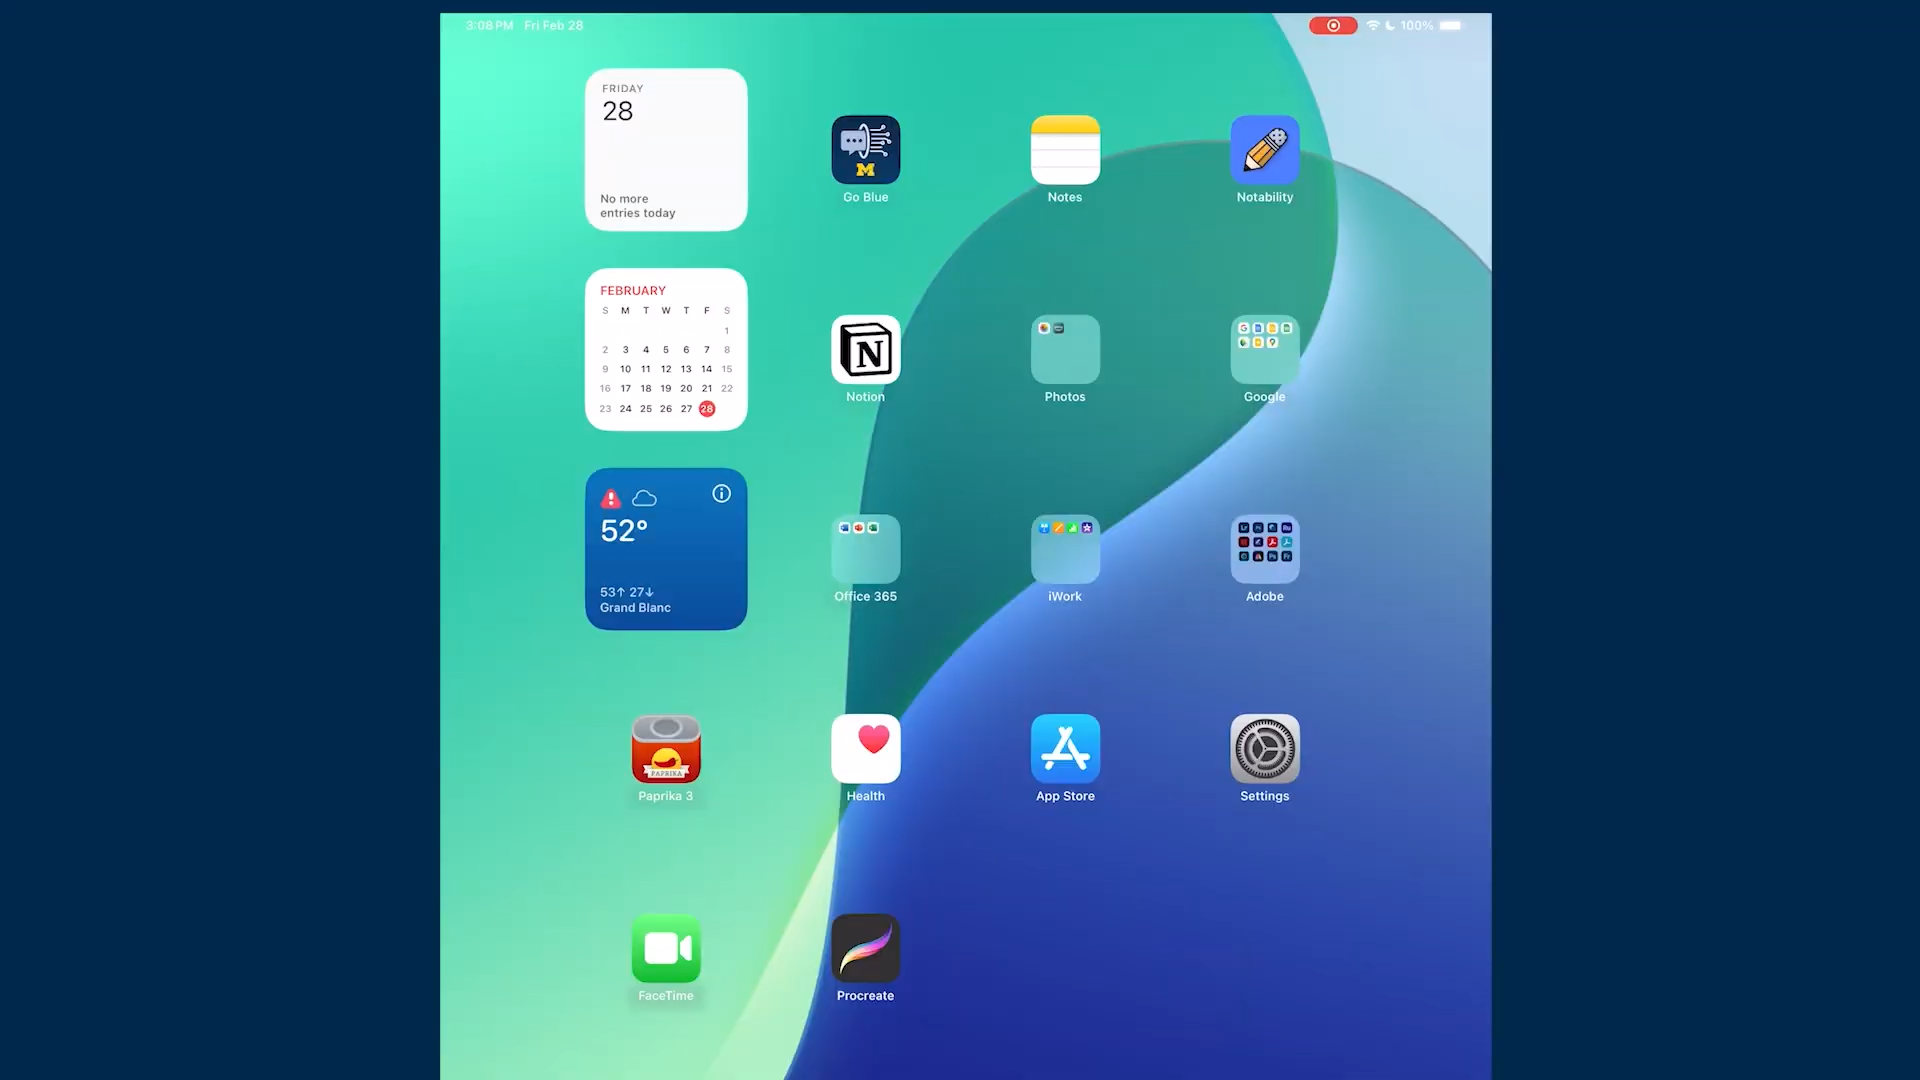 3:08 PM Fri Feb 28
100%
FRIDAY
28
No more
entries today
Go Blue
Notes
Notability
FEBRUARY
S M T W T F S
1
2 3 4 5 6 7 8
9 10 11 12 13 14 15
16 17 18 19 20 21 22
23 24 25 26 27 28
N
Notion
Photos
Google
52°
53↑ 27↓
Grand Blanc
Office 365
iWork
Adobe
PAPRIKA
Paprika 3
Health
App Store
Settings
FaceTime
Procreate
M